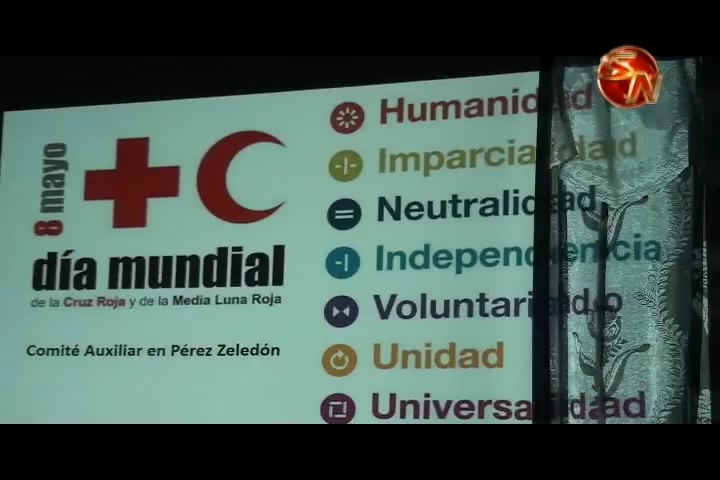 8 mayo
día mundial
de la Cruz Roja y de la Media Luna Roja
Comité Auxiliar en Pérez Zeledón
Humanidad
Imparcialidad
Neutralidad
Independencia
Voluntariado
Unidad
Universalidad
SN